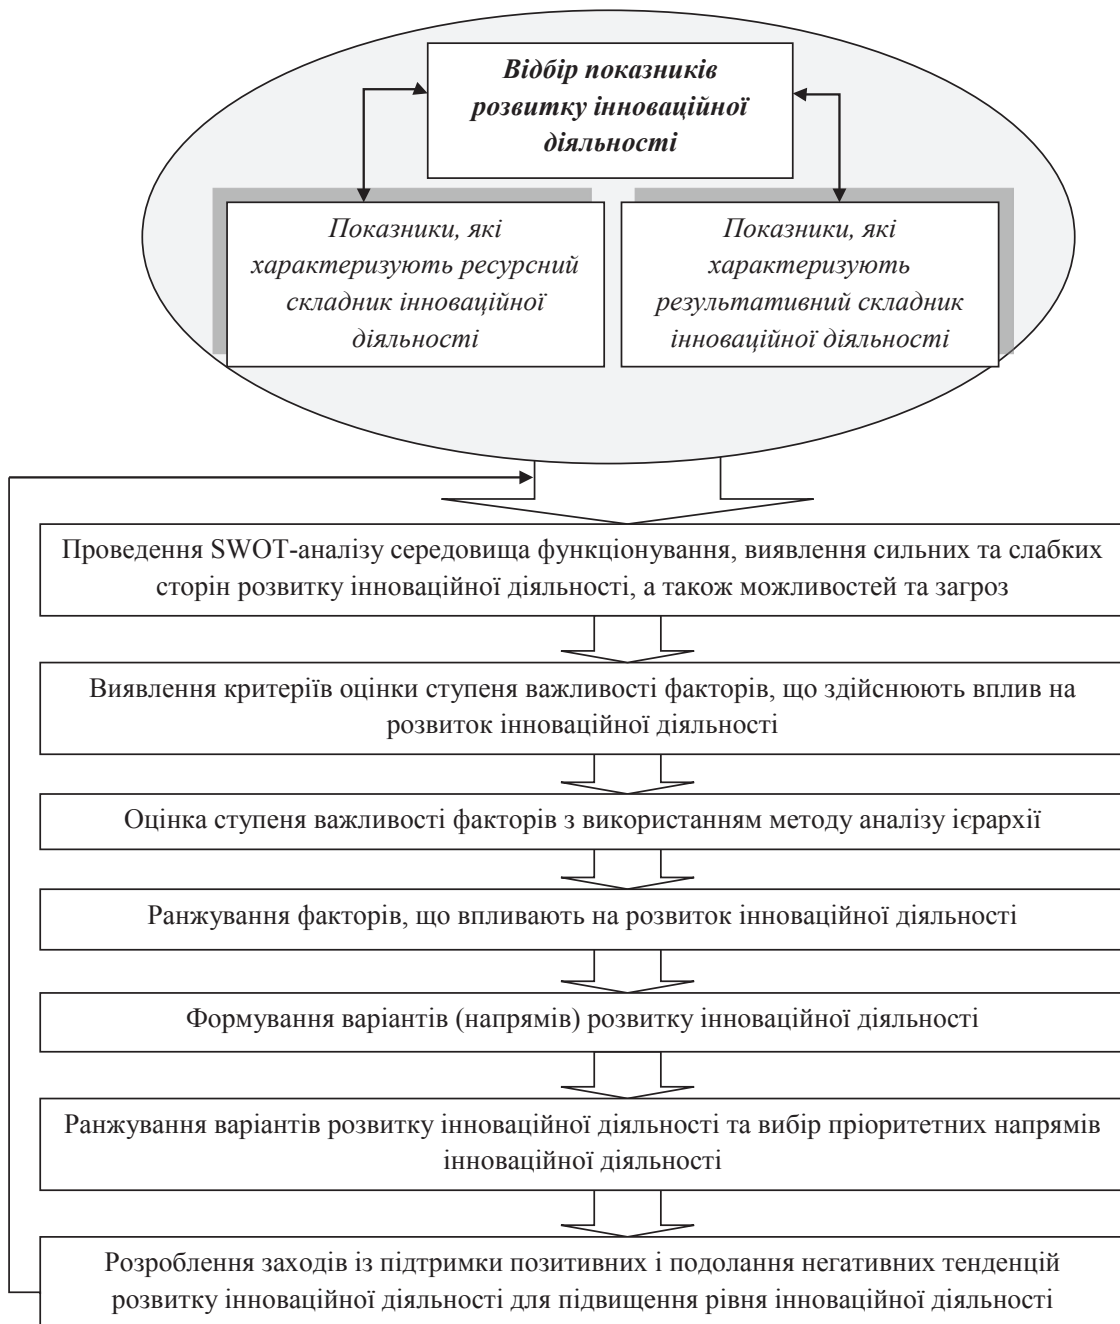 Відбір показників
розвитку інноваційної
діяльності
Показники, які
характеризують ресурсний
складник інноваційної
діяльності
Показники, які
характеризують
результативний складник
інноваційної діяльності
Проведення SWOT-аналізу середовища функціонування, виявлення сильних та слабких
сторін розвитку інноваційної діяльності, а також можливостей та загроз
Виявлення критеріїв оцінки ступеня важливості факторів, що здійснюють вплив на
розвиток інноваційної діяльності
Оцінка ступеня важливості факторів з використанням методу аналізу ієрархії
Ранжування факторів, що впливають на розвиток інноваційної діяльності
Формування варіантів (напрямів) розвитку інноваційної діяльності
Ранжування варіантів розвитку інноваційної діяльності та вибір пріоритетних напрямів
інноваційної діяльності
Розроблення заходів із підтримки позитивних і подолання негативних тенденцій
розвитку інноваційної діяльності для підвищення рівня інноваційної діяльності